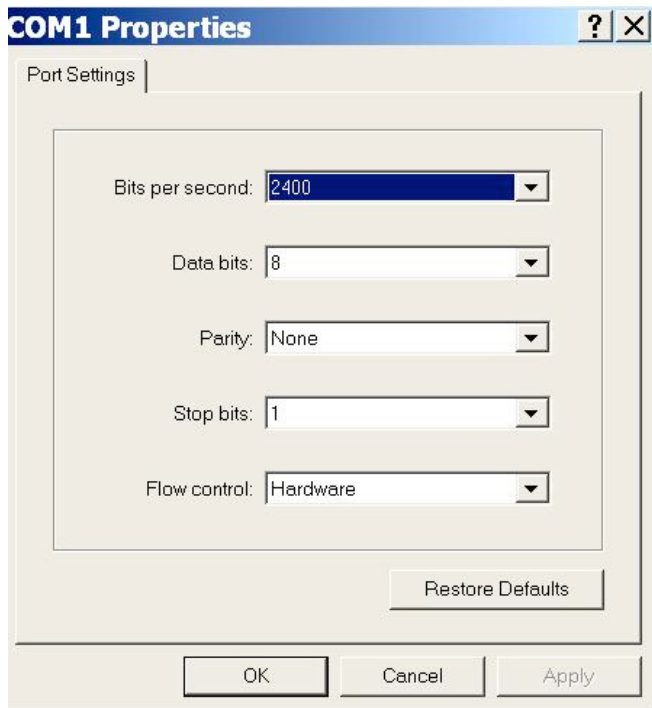 COM1 Properties
Port Settings
Bits per second: 2400
Data bits: 8
Parity: None
Stop bits: 1
Flow control: Hardware
Restore Defaults
OK Cancel Apply